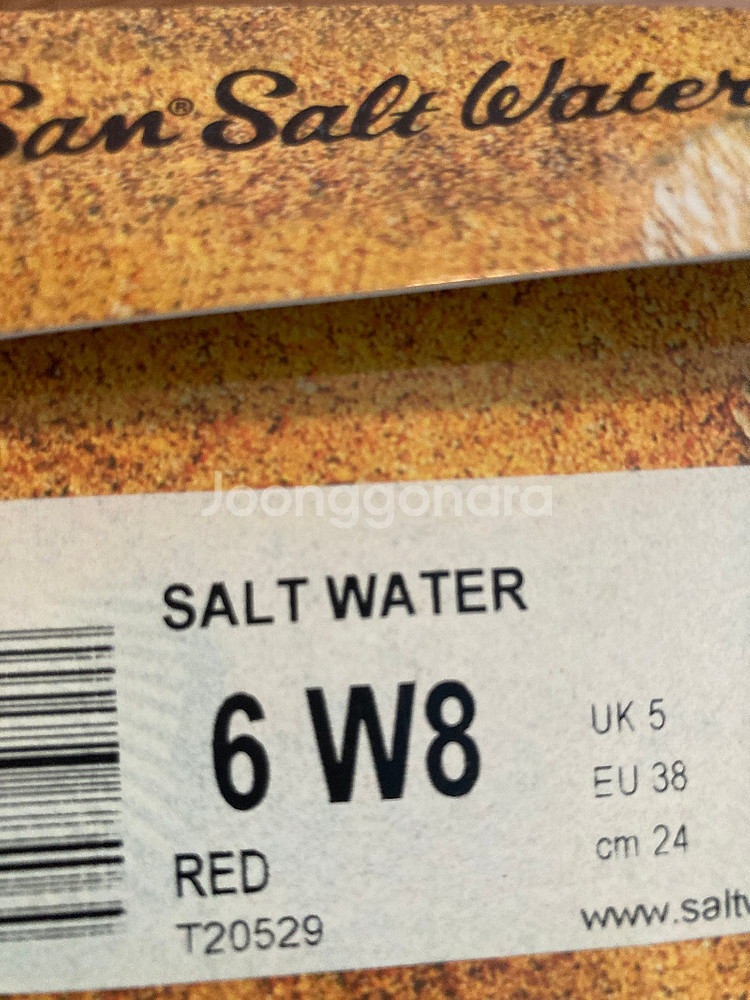 San® Salt Water
Joonggonara
SALT WATER
6 W8
UK 5
EU 38
cm 24
RED
T20529
www.saltw